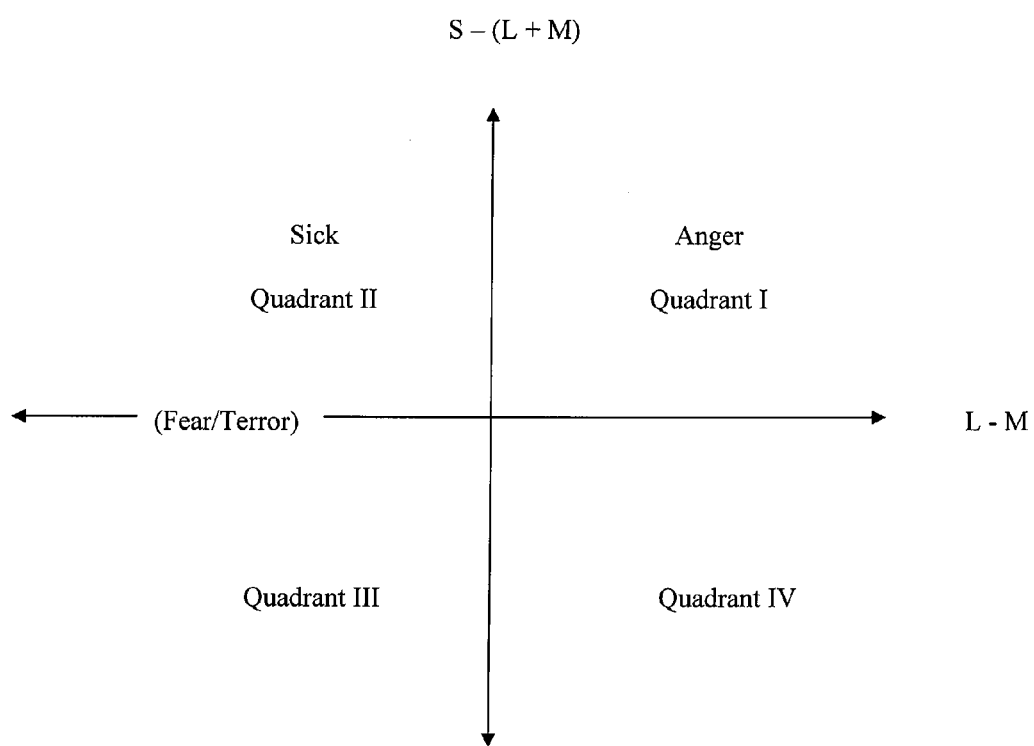 S – (L + M)
Sick
Anger
Quadrant II
Quadrant I
(Fear/Terror)
L - M
Quadrant III
Quadrant IV